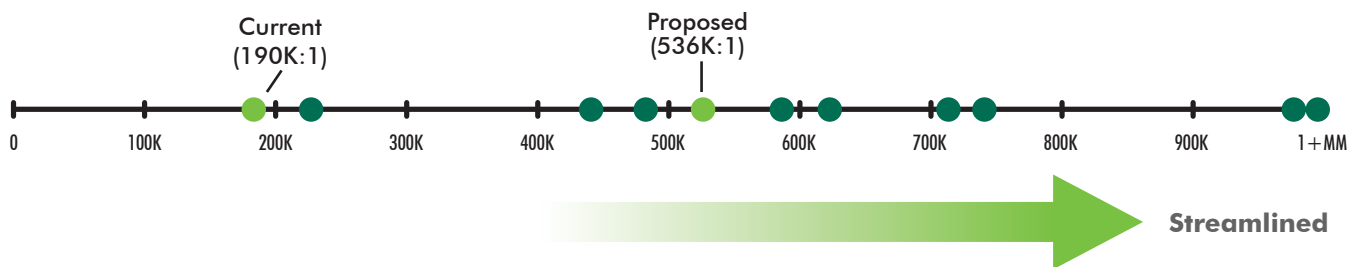 Current
(190K:1)
Proposed
(536K:1)
0 100K 200K 300K 400K 500K 600K 700K 800K 900K 1+MM
Streamlined